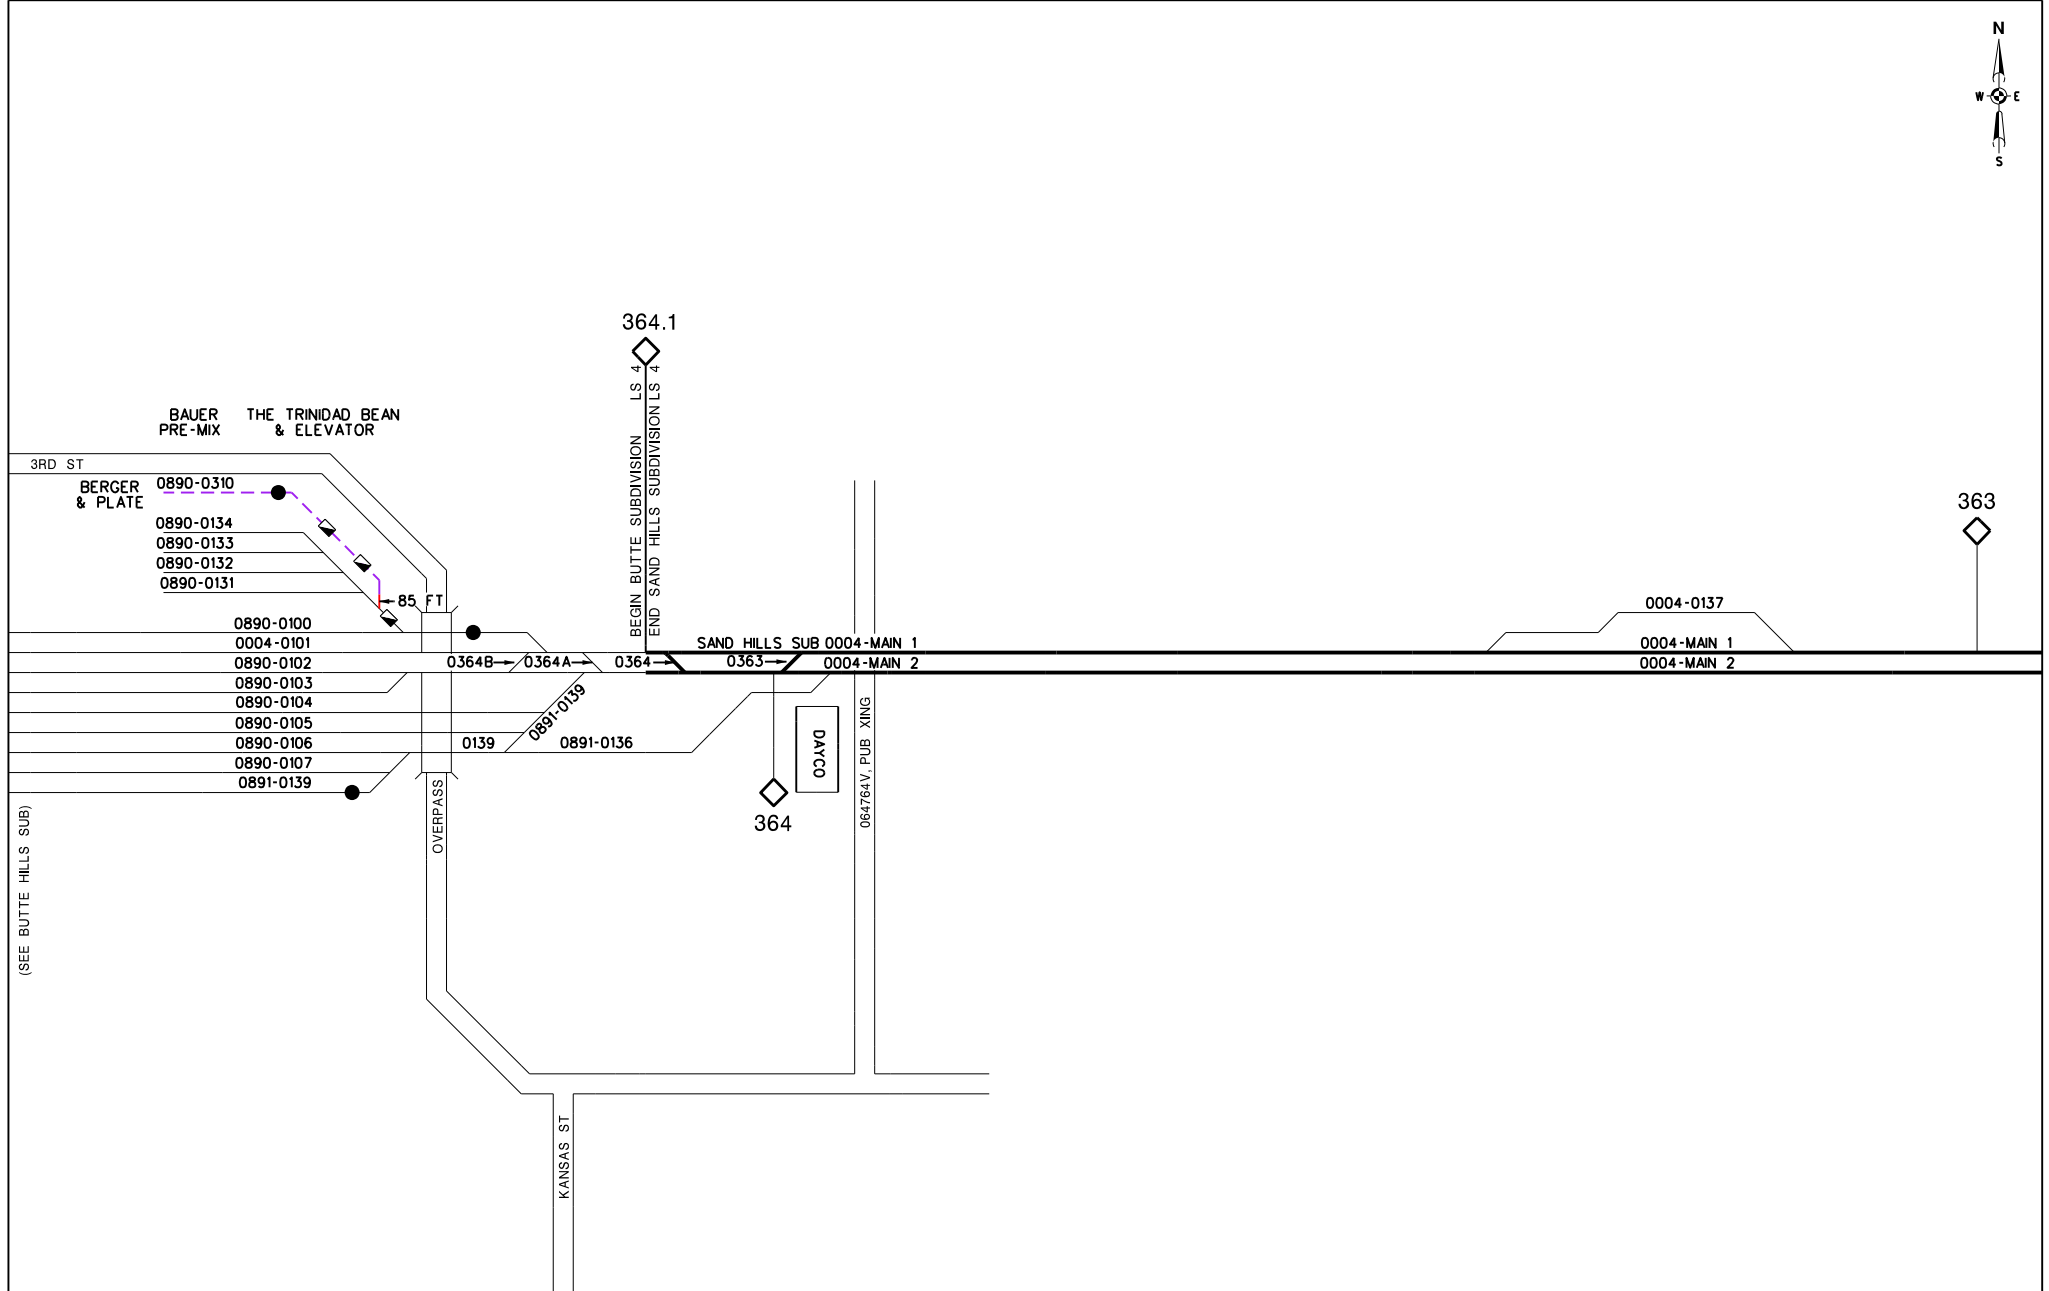 N
W E
S
364.1
BEGIN BUTTE SUBDIVISION LS 4
END SAND HILLS SUBDIVISION LS 4
BAUER
PRE-MIX
THE TRINIDAD BEAN
& ELEVATOR
3RD ST
BERGER
& PLATE
0890-0310
363
0890-0134
0890-0133
0890-0132
0890-0131
85 FT
0004-0137
0890-0100
0004-0101
SAND HILLS SUB 0004-MAIN 1
0004-MAIN 1
0890-0102
0364B
0364A
0364
0363
0004-MAIN 2
0004-MAIN 2
0890-0103
0890-0104
0891-0139
0890-0105
0890-0106
0139
0891-0136
0890-0107
0891-0139
DAYCO
064764V, PUB XING
OVERPASS
364
(SEE BUTTE HILLS SUB)
KANSAS ST